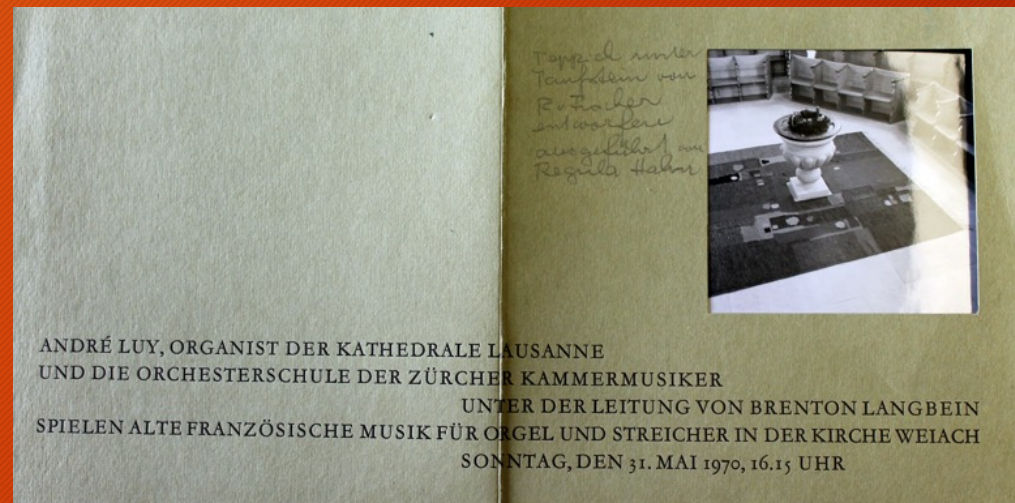 Teppich unter
Taufstein von
R. Fischer
entworfen
ausgeführt von
Regula Hahn
ANDRÉ LUY, ORGANIST DER KATHEDRALE LAUSANNE
UND DIE ORCHESTERSCHULE DER ZÜRCHER KAMMERMUSIKER
UNTER DER LEITUNG VON BRENTON LANGBEIN
SPIELEN ALTE FRANZÖSISCHE MUSIK FÜR ORGEL UND STREICHER IN DER KIRCHE WEIACH
SONNTAG, DEN 31. MAI 1970, 16.15 UHR